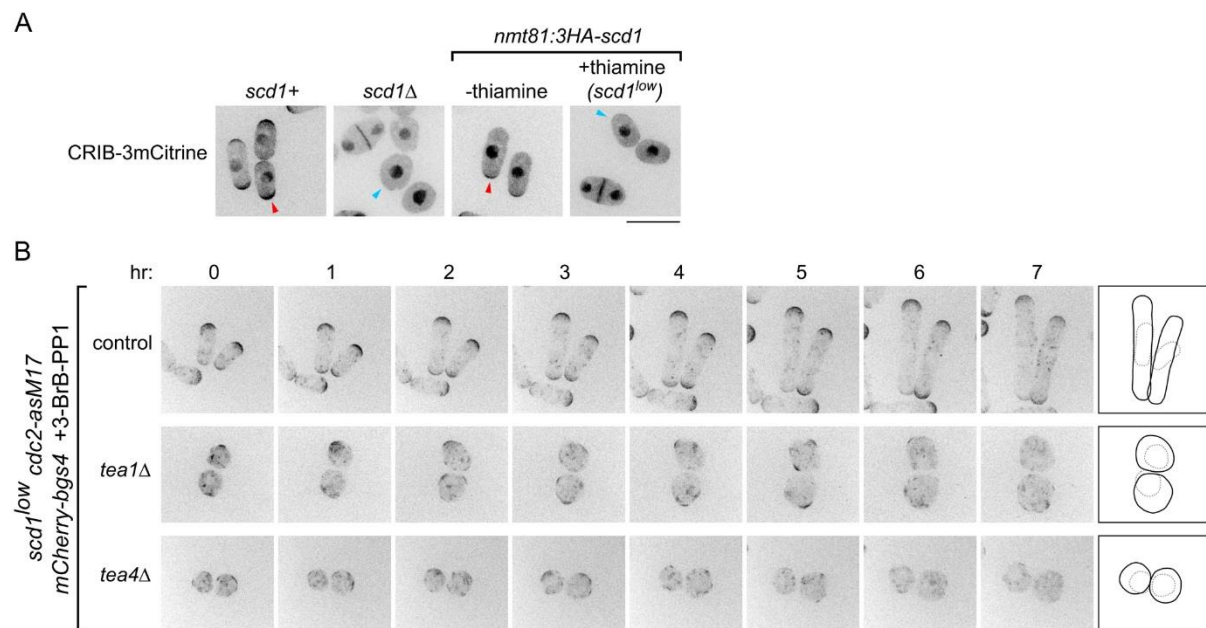 A
nmt81:3HA-scd1
scd1+ scd1Δ -thiamine +thiamine
(scd1low)
CRIB-3mCitrine
B
hr: 0 1 2 3 4 5 6 7
scd1low cdc2-asM17
mCherry-bgs4 +3-BrB-PP1
control
tea1Δ
tea4Δ